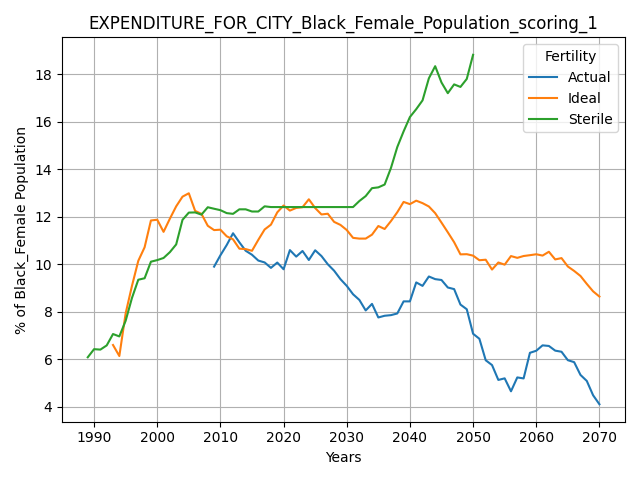 EXPENDITURE_FOR_CITY_Black_Female_Population_scoring_1
Fertility
Actual
Ideal
Sterile
% of Black_Female Population
18
16
14
12
10
8
6
4
1990 2000 2010 2020 2030 2040 2050 2060 2070
Years